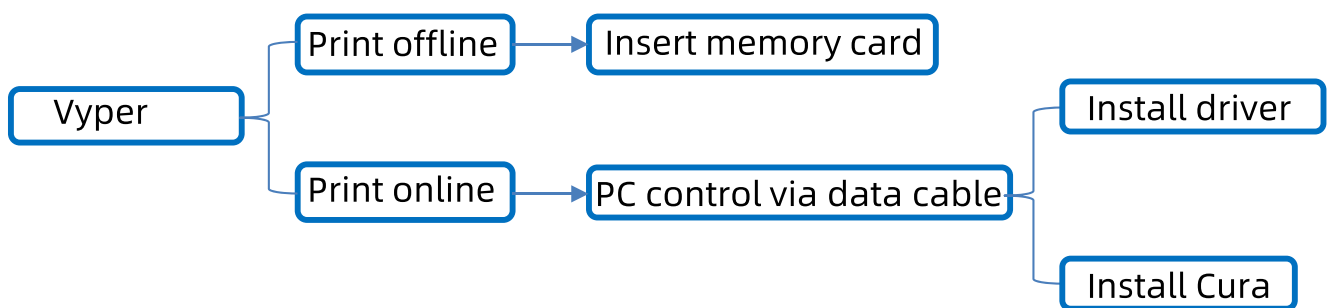 Vyper
Print offline
Insert memory card
Print online
PC control via data cable
Install driver
Install Cura